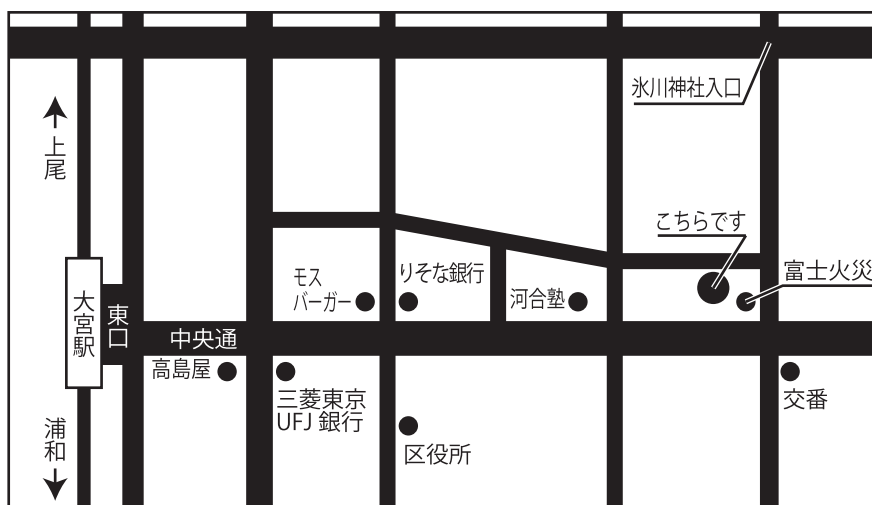 氷川神社入口
上尾
こちらです
富士火災
モス
バーガー
りそな銀行
河合塾
大宮駅
東口
中央通
高島屋
三菱東京
UFJ 銀行
交番
区役所
浦和